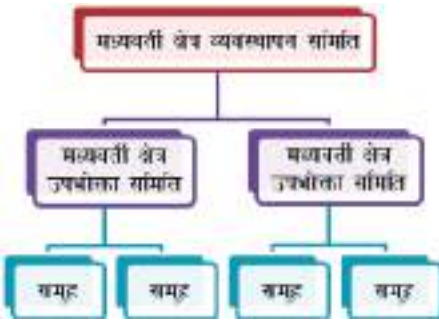 मध्यवर्ती क्षेत्र व्यवस्थापन समिति
मध्यवर्ती क्षेत्र
उपभोक्ता समिति
मध्यवर्ती क्षेत्र
उपभोक्ता समिति
समूह
समूह
समूह
समूह